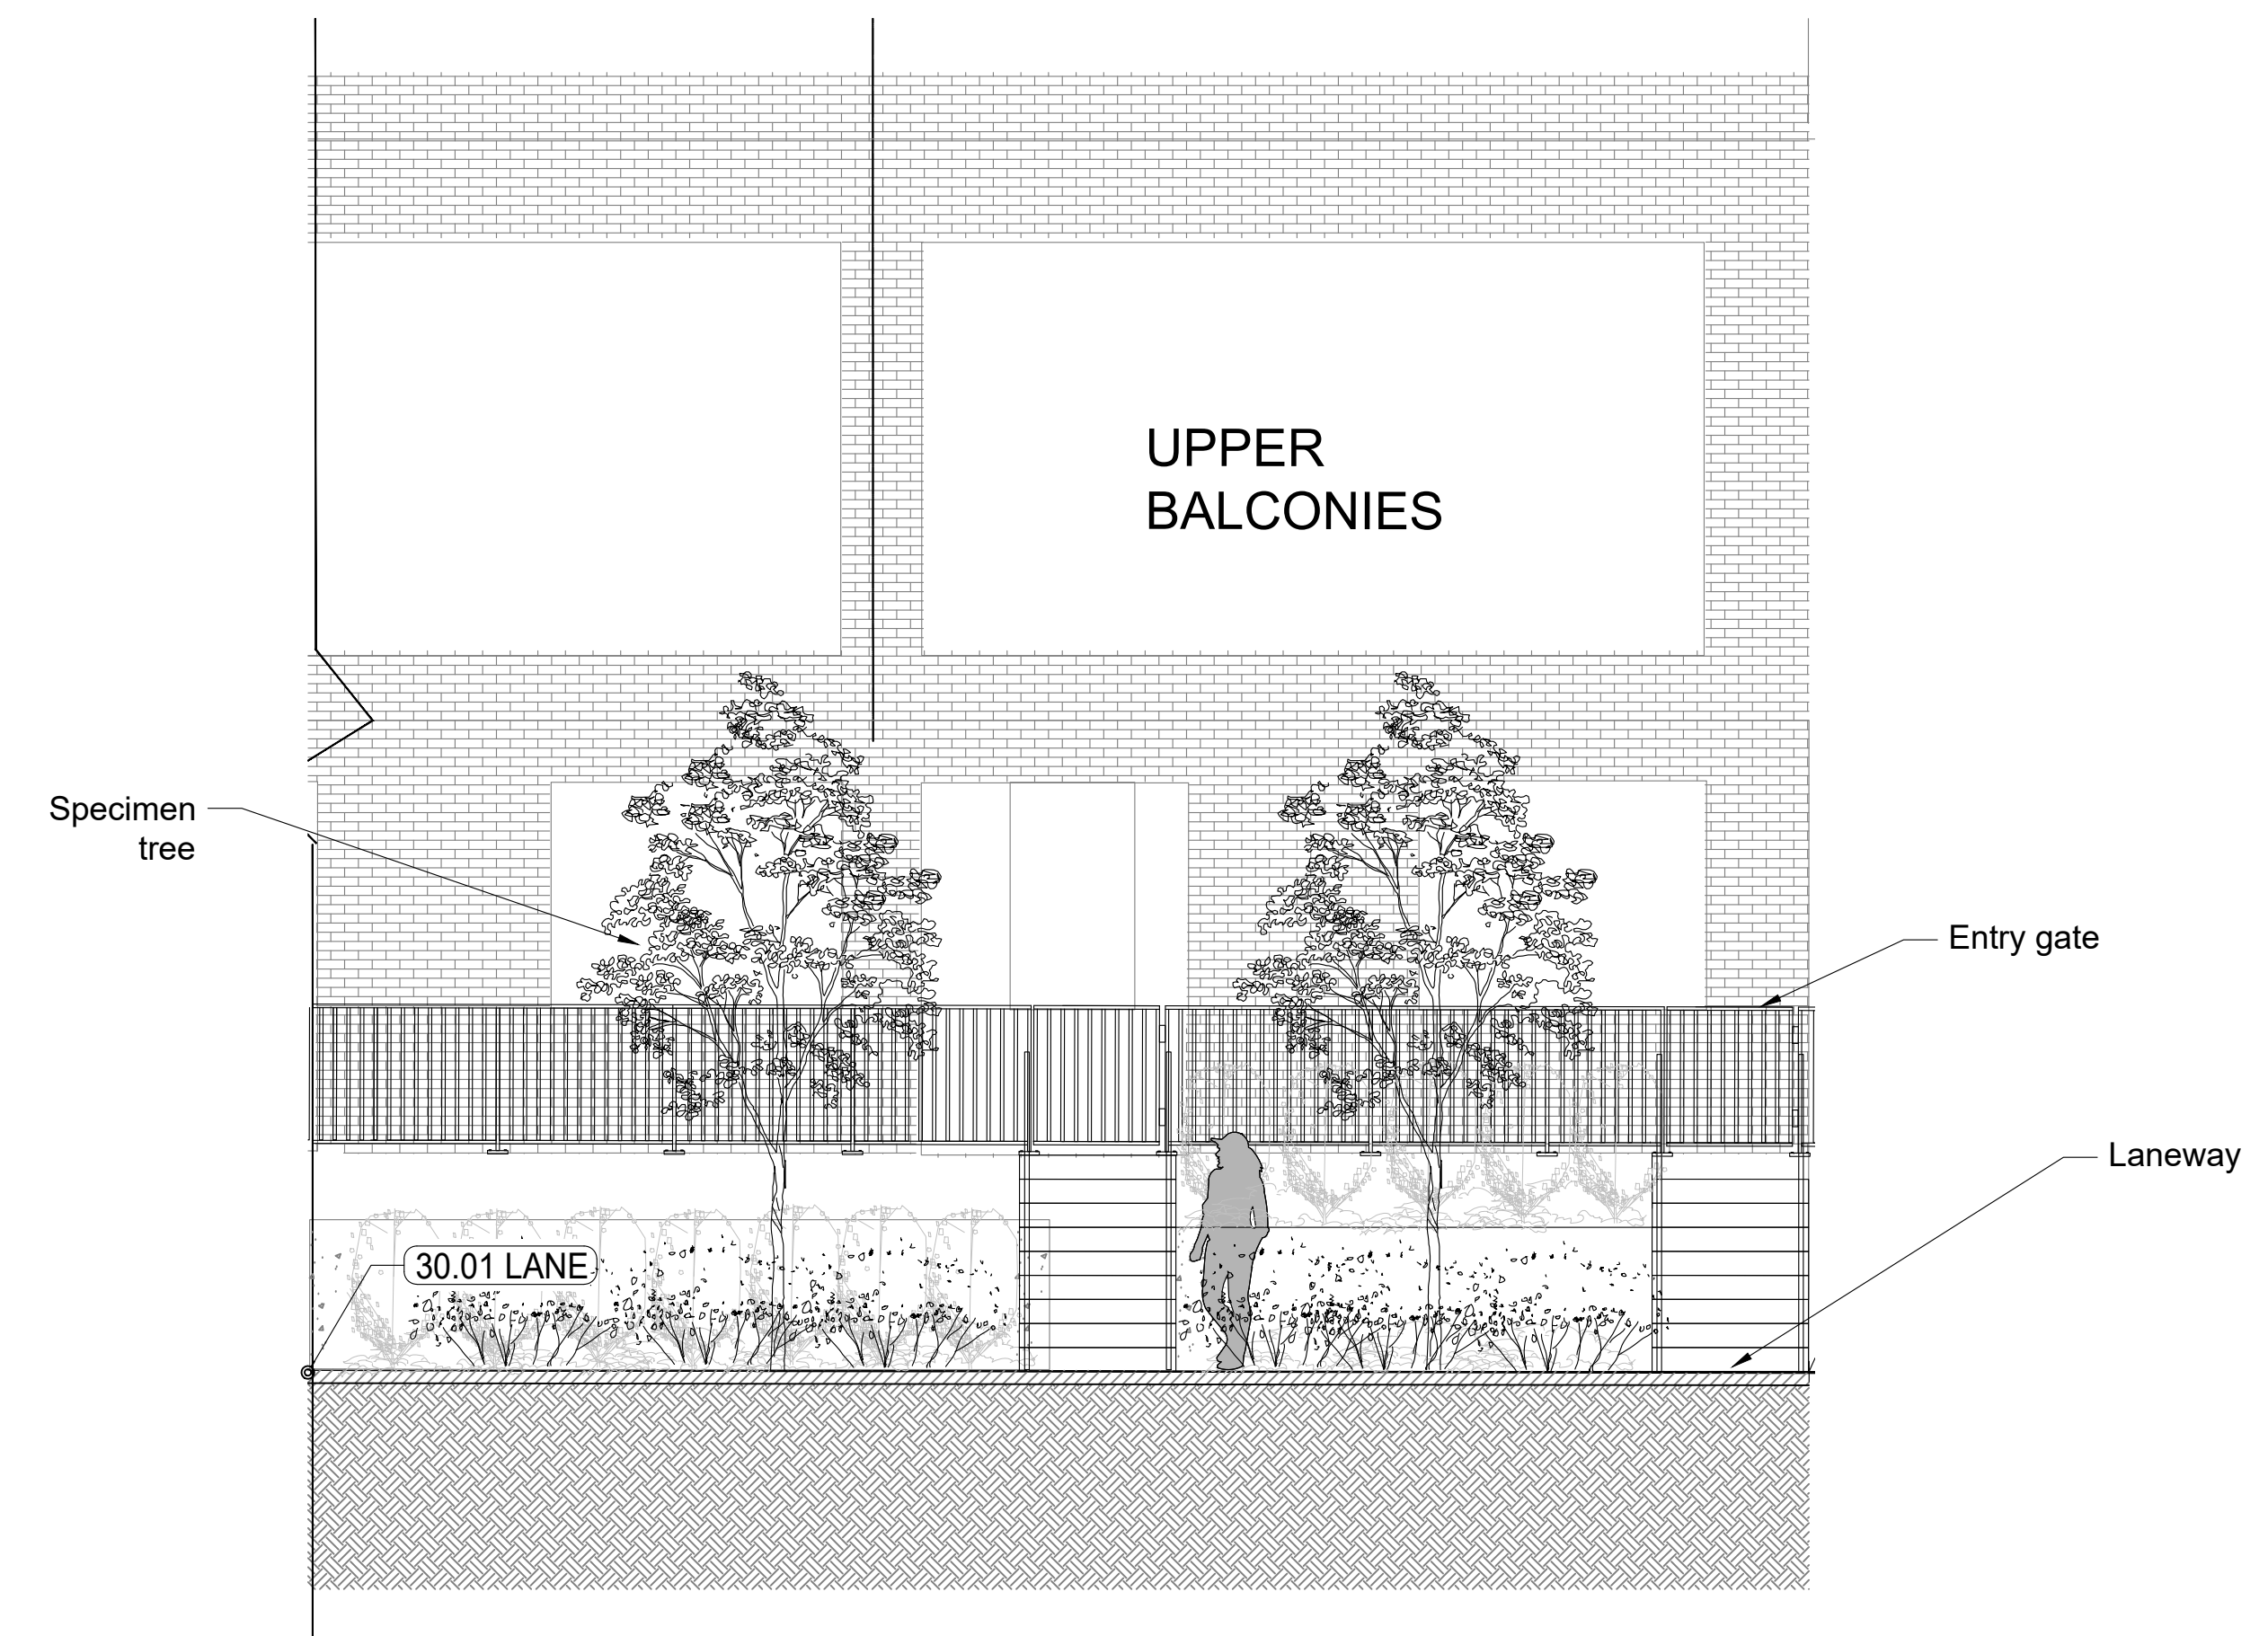 UPPER
BALCONIES
Specimen
tree
Entry gate
Laneway
30.01 LANE